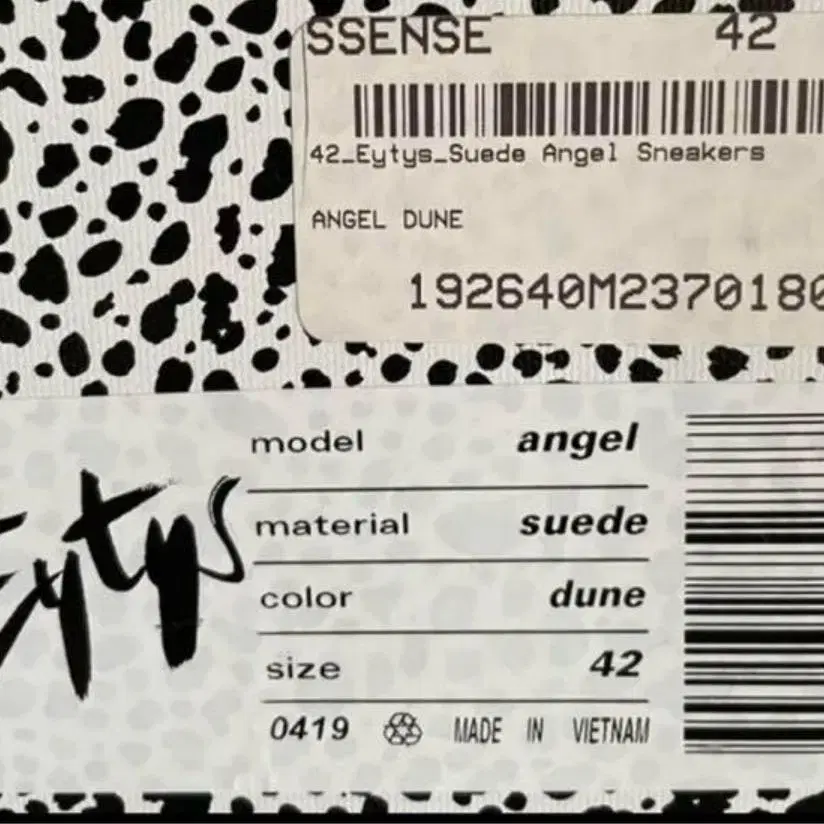 SSENSE 42
42_Eytys_Suede Angel Sneakers
ANGEL DUNE
192640M2370180
Eytys
model angel
material suede
color dune
size 42
0419 MADE IN VIETNAM